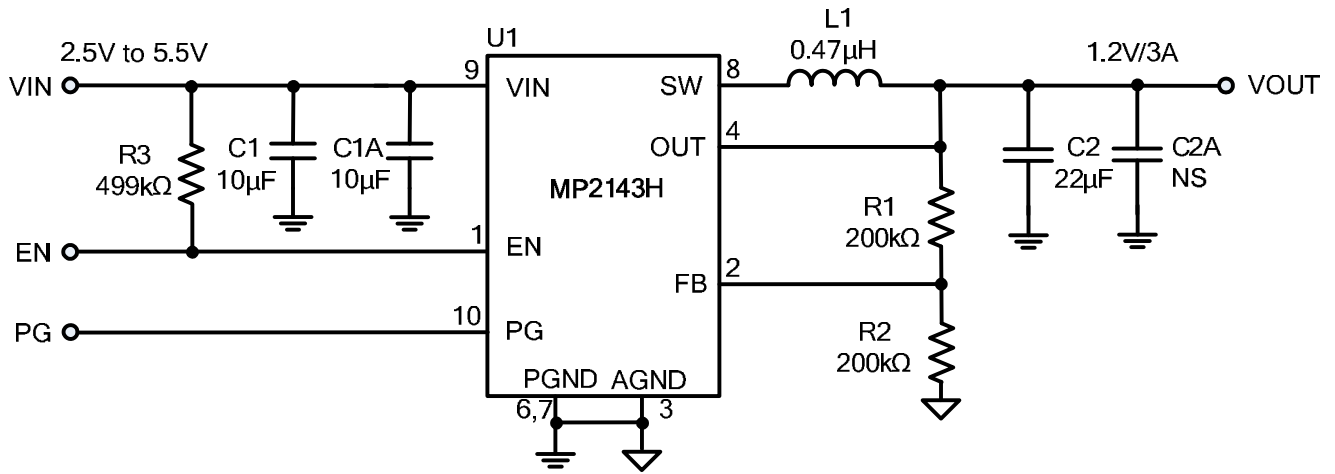 L1
0.47μH
U1
2.5V to 5.5V
1.2V/3A
VIN
9
VIN
SW
8
VOUT
4
OUT
R3
499kΩ
C1
10μF
C1A
10μF
C2
22μF
C2A
NS
MP2143H
R1
200kΩ
EN
1
EN
2
FB
PG
10
PG
R2
200kΩ
PGND
AGND
6,7
3